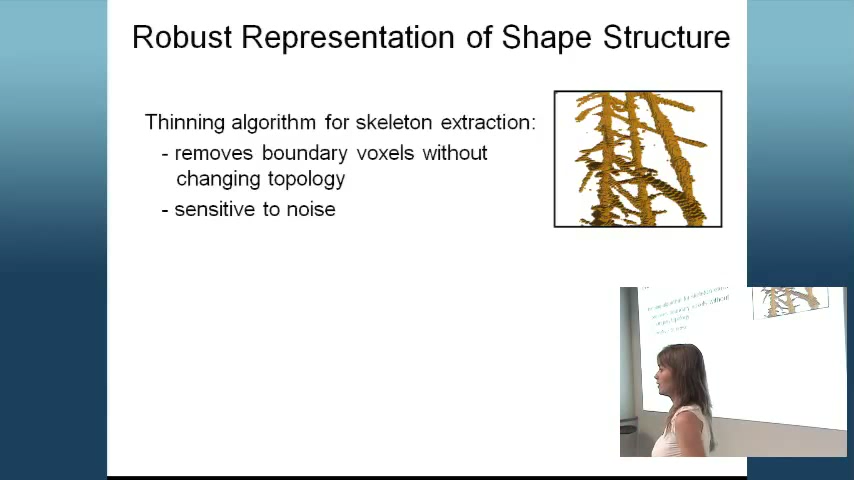 Robust Representation of Shape Structure
Thinning algorithm for skeleton extraction:
- removes boundary voxels without
changing topology
- sensitive to noise